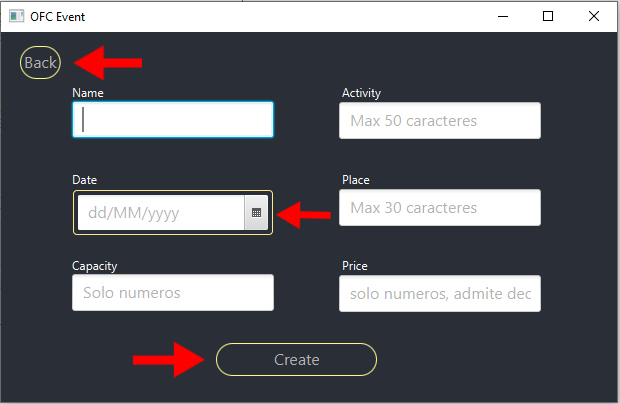 OFC Event
Back
Name
Activity
Max 50 caracteres
Date
Place
dd/MM/yyyy
Max 30 caracteres
Capacity
Price
Solo numeros
solo numeros, admite dec
Create